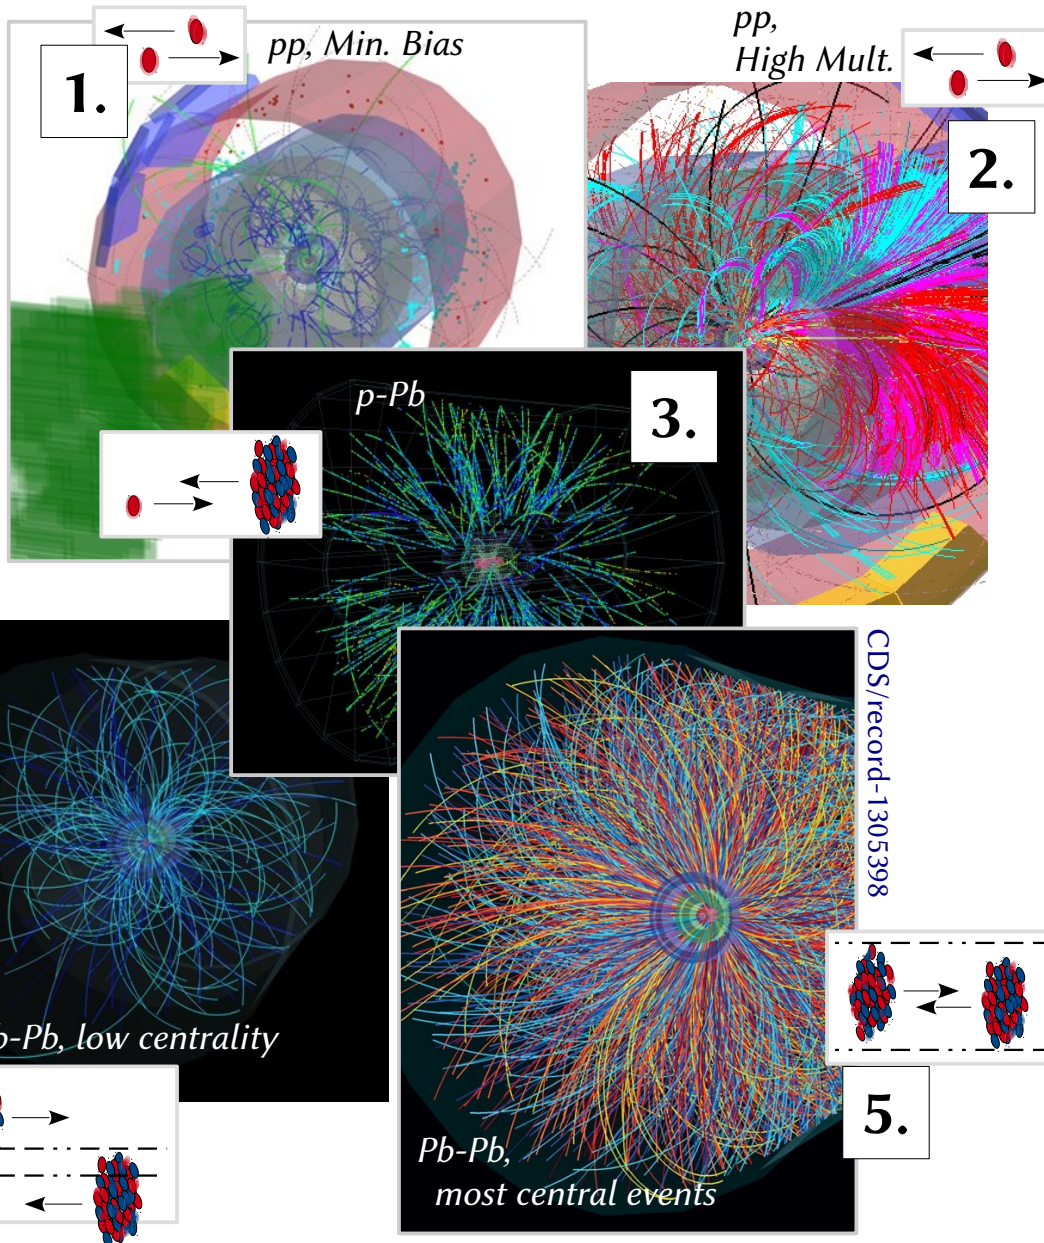 pp, Min. Bias
1.
pp,
High Mult.
2.
p-Pb
3.
CDS/record-1305398
b-Pb, low centrality
5.
Pb-Pb,
most central events